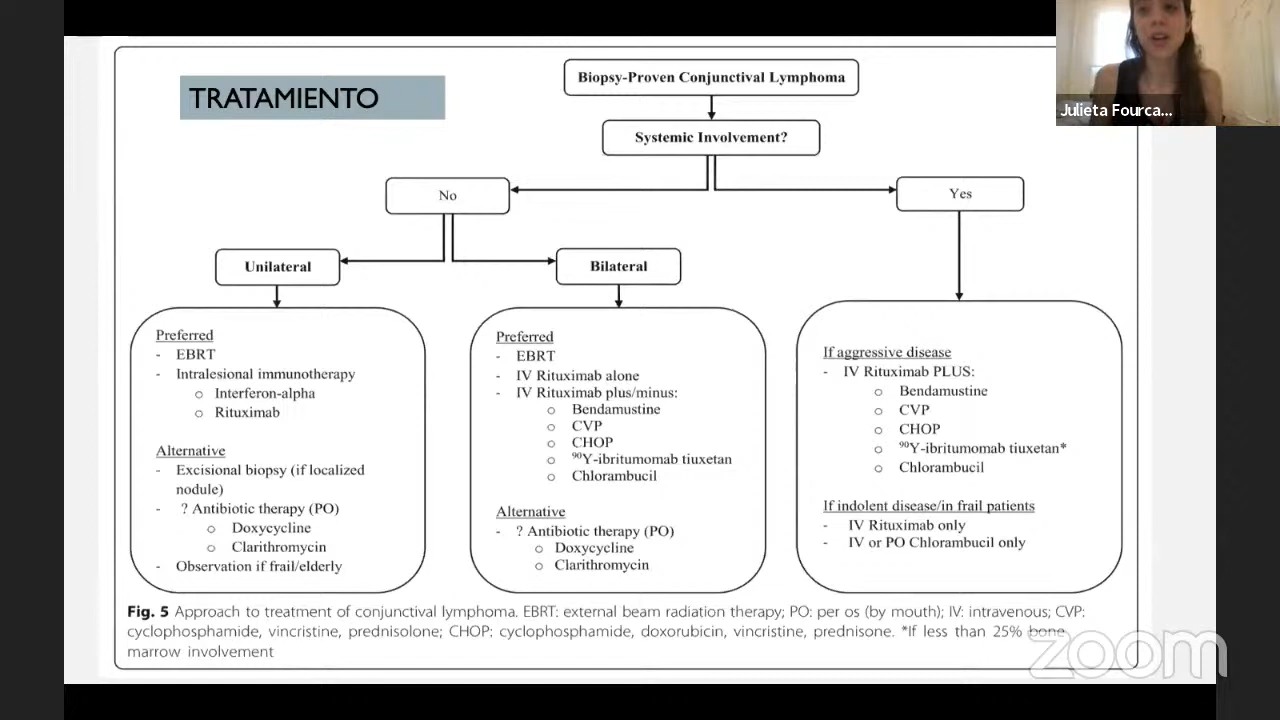 TRATAMIENTO
Biopsy-Proven Conjunctival Lymphoma
Systemic Involvement?
No
Yes
Unilateral
Bilateral
Preferred
- EBRT
- Intralesional immunotherapy
o Interferon-alpha
o Rituximab
Alternative
- Excisional biopsy (if localized
nodule)
- ? Antibiotic therapy (PO)
o Doxycycline
o Clarithromycin
- Observation if frail/elderly
Preferred
- EBRT
- IV Rituximab alone
- IV Rituximab plus/minus:
o Bendamustine
o CVP
o CHOP
o ⁹⁰Y-ibritumomab tiuxetan
o Chlorambucil
Alternative
- ? Antibiotic therapy (PO)
o Doxycycline
o Clarithromycin
If aggressive disease
- IV Rituximab PLUS:
o Bendamustine
o CVP
o CHOP
o ⁹⁰Y-ibritumomab tiuxetan*
o Chlorambucil
If indolent disease/in frail patients
- IV Rituximab only
- IV or PO Chlorambucil only
Fig. 5 Approach to treatment of conjunctival lymphoma. EBRT: external beam radiation therapy; PO: per os (by mouth); IV: intravenous; CVP:
cyclophosphamide, vincristine, prednisolone; CHOP: cyclophosphamide, doxorubicin, vincristine, prednisone. *If less than 25% bone
marrow involvement
Julieta Fourca...
zoom